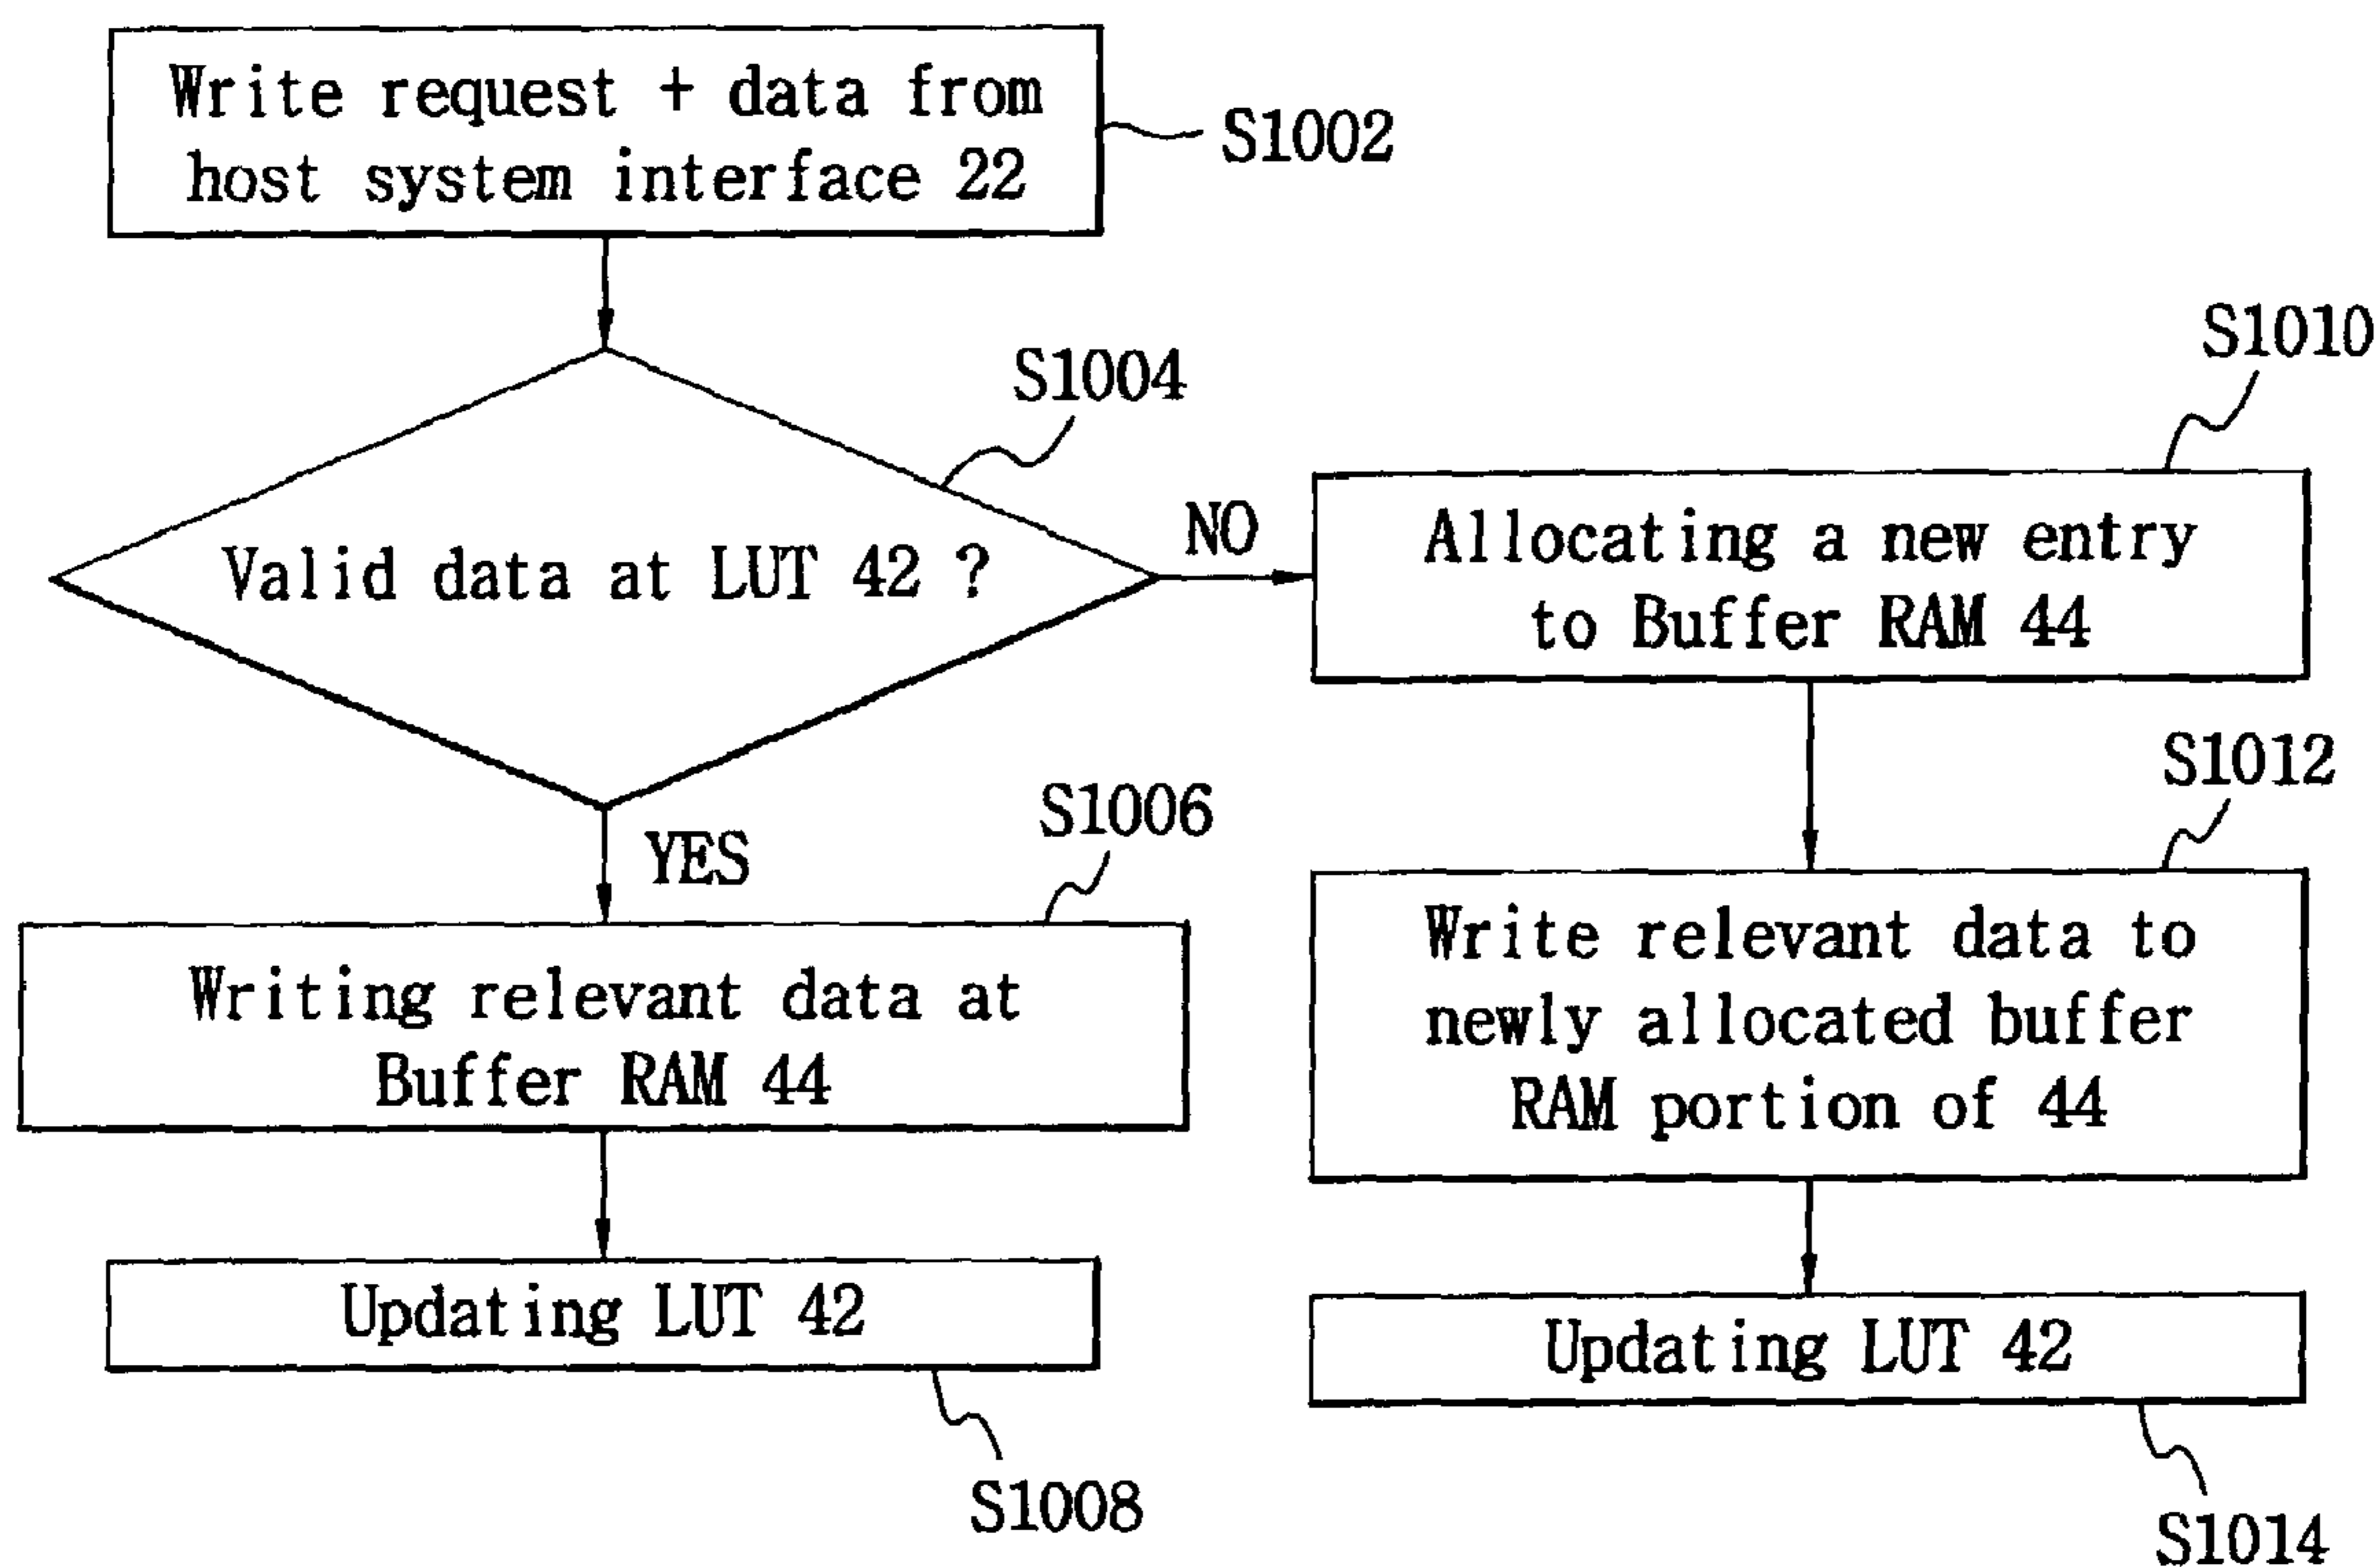 Write request + data from
host system interface 22
S1002
S1004
Valid data at LUT 42 ?
NO
YES
S1006
Writing relevant data at
Buffer RAM 44
Updating LUT 42
S1008
S1010
Allocating a new entry
to Buffer RAM 44
S1012
Write relevant data to
newly allocated buffer
RAM portion of 44
Updating LUT 42
S1014